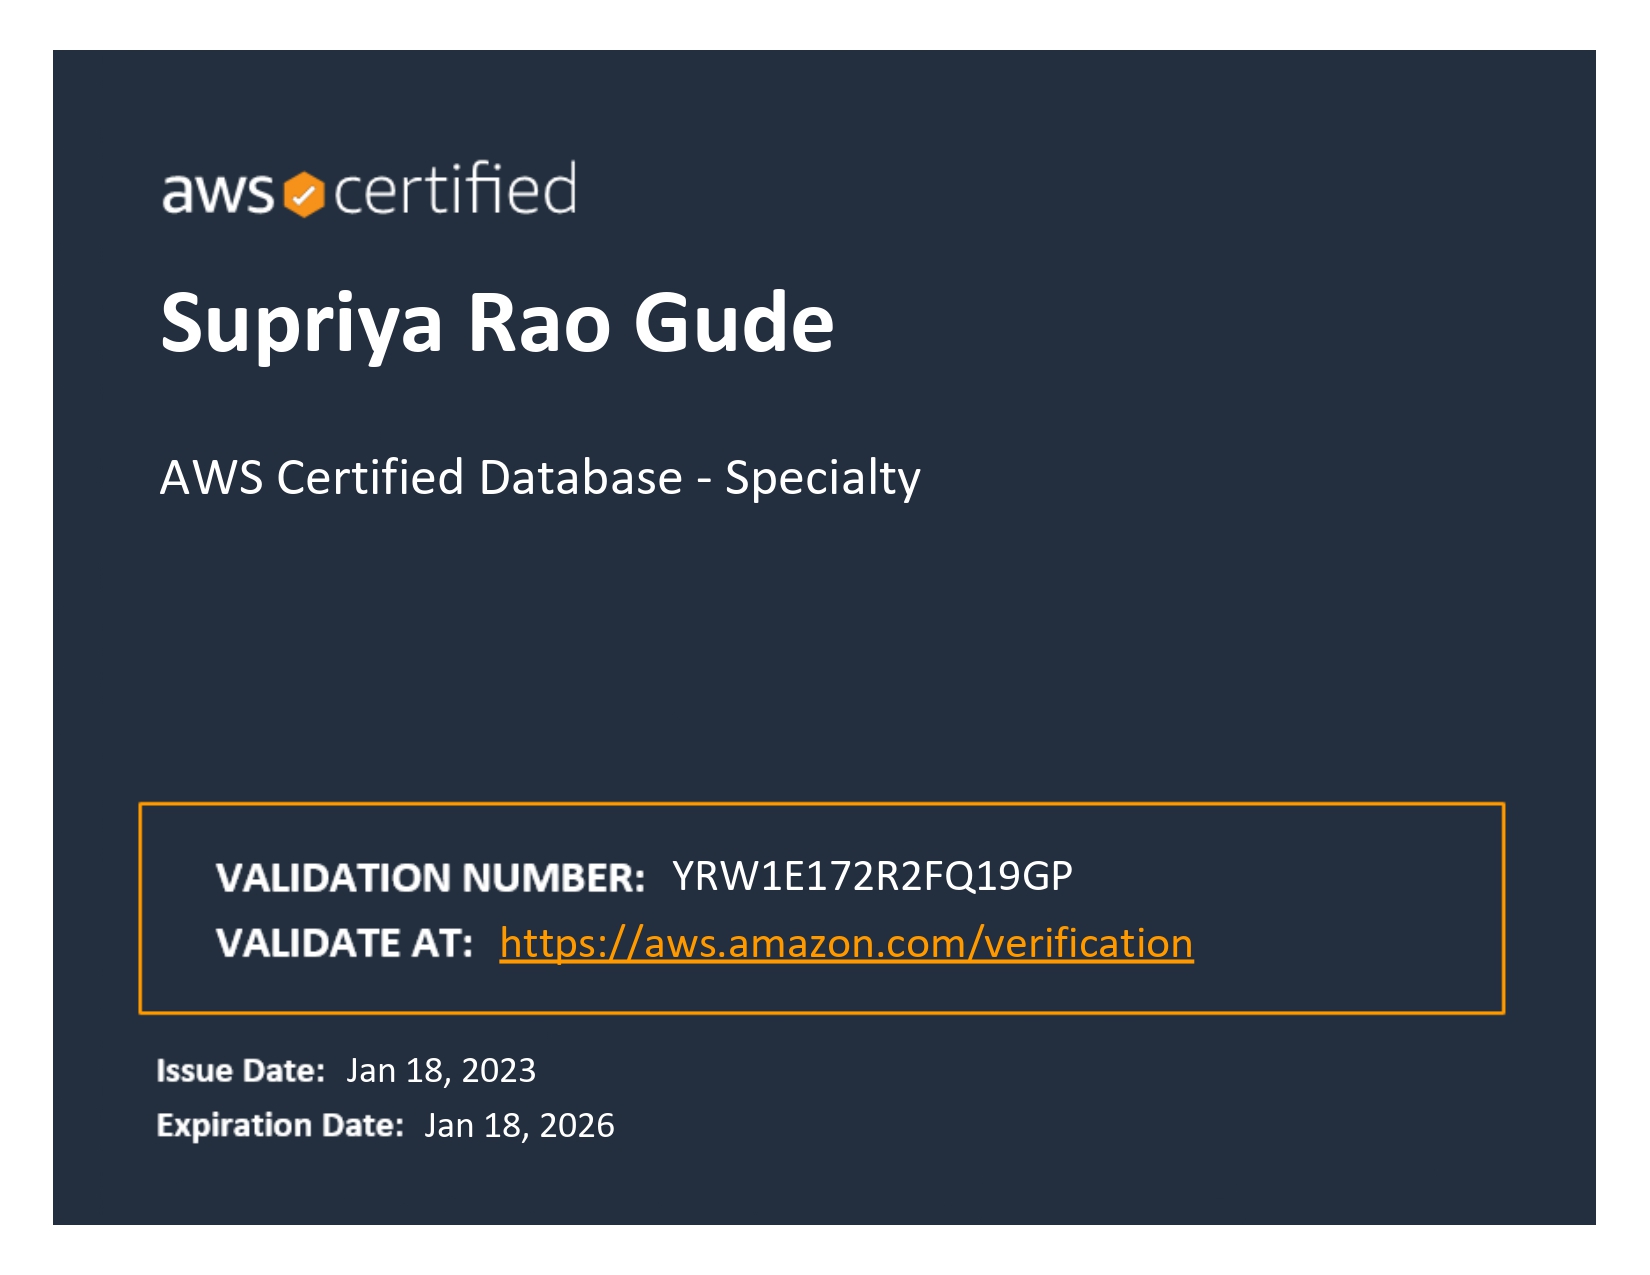 aws certified
Supriya Rao Gude
AWS Certified Database - Specialty
VALIDATION NUMBER: YRW1E172R2FQ19GP
VALIDATE AT: https://aws.amazon.com/verification
Issue Date: Jan 18, 2023
Expiration Date: Jan 18, 2026